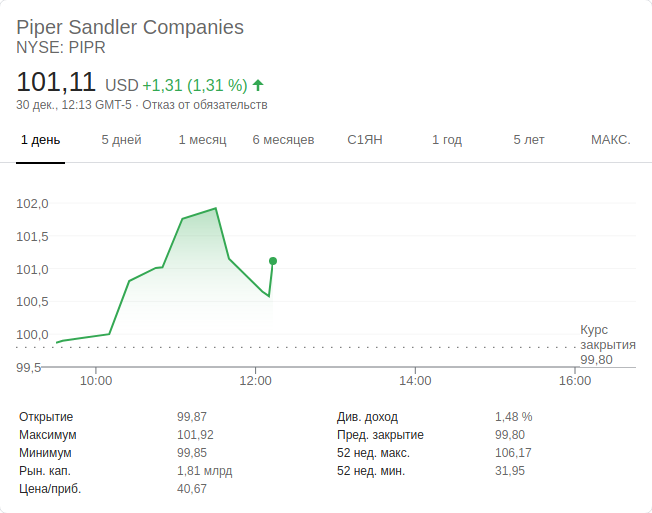 Piper Sandler Companies
NYSE: PIPR
101,11 USD +1,31 (1,31 %)
30 дек., 12:13 GMT-5 · Отказ от обязательств
1 день 5 дней 1 месяц 6 месяцев С1ЯН 1 год 5 лет МАКС.
102,0
101,5
101,0
100,5
100,0
99,5
Курс
закрытия
99,80
10:00 12:00 14:00 16:00
Открытие 99,87 Див. доход 1,48 %
Максимум 101,92 Пред. закрытие 99,80
Минимум 99,85 52 нед. макс. 106,17
Рын. кап. 1,81 млрд 52 нед. мин. 31,95
Цена/приб. 40,67